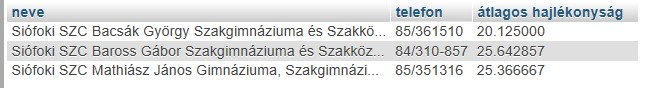 neve telefon átlagos hajlékonyság
Siófoki SZC Bacsák György Szakgimnáziuma és Szakkö... 85/361510 20.125000
Siófoki SZC Baross Gábor Szakgimnáziuma és Szakköz... 84/310-857 25.642857
Siófoki SZC Mathiász János Gimnáziuma, Szakgimnázi... 85/351316 25.366667